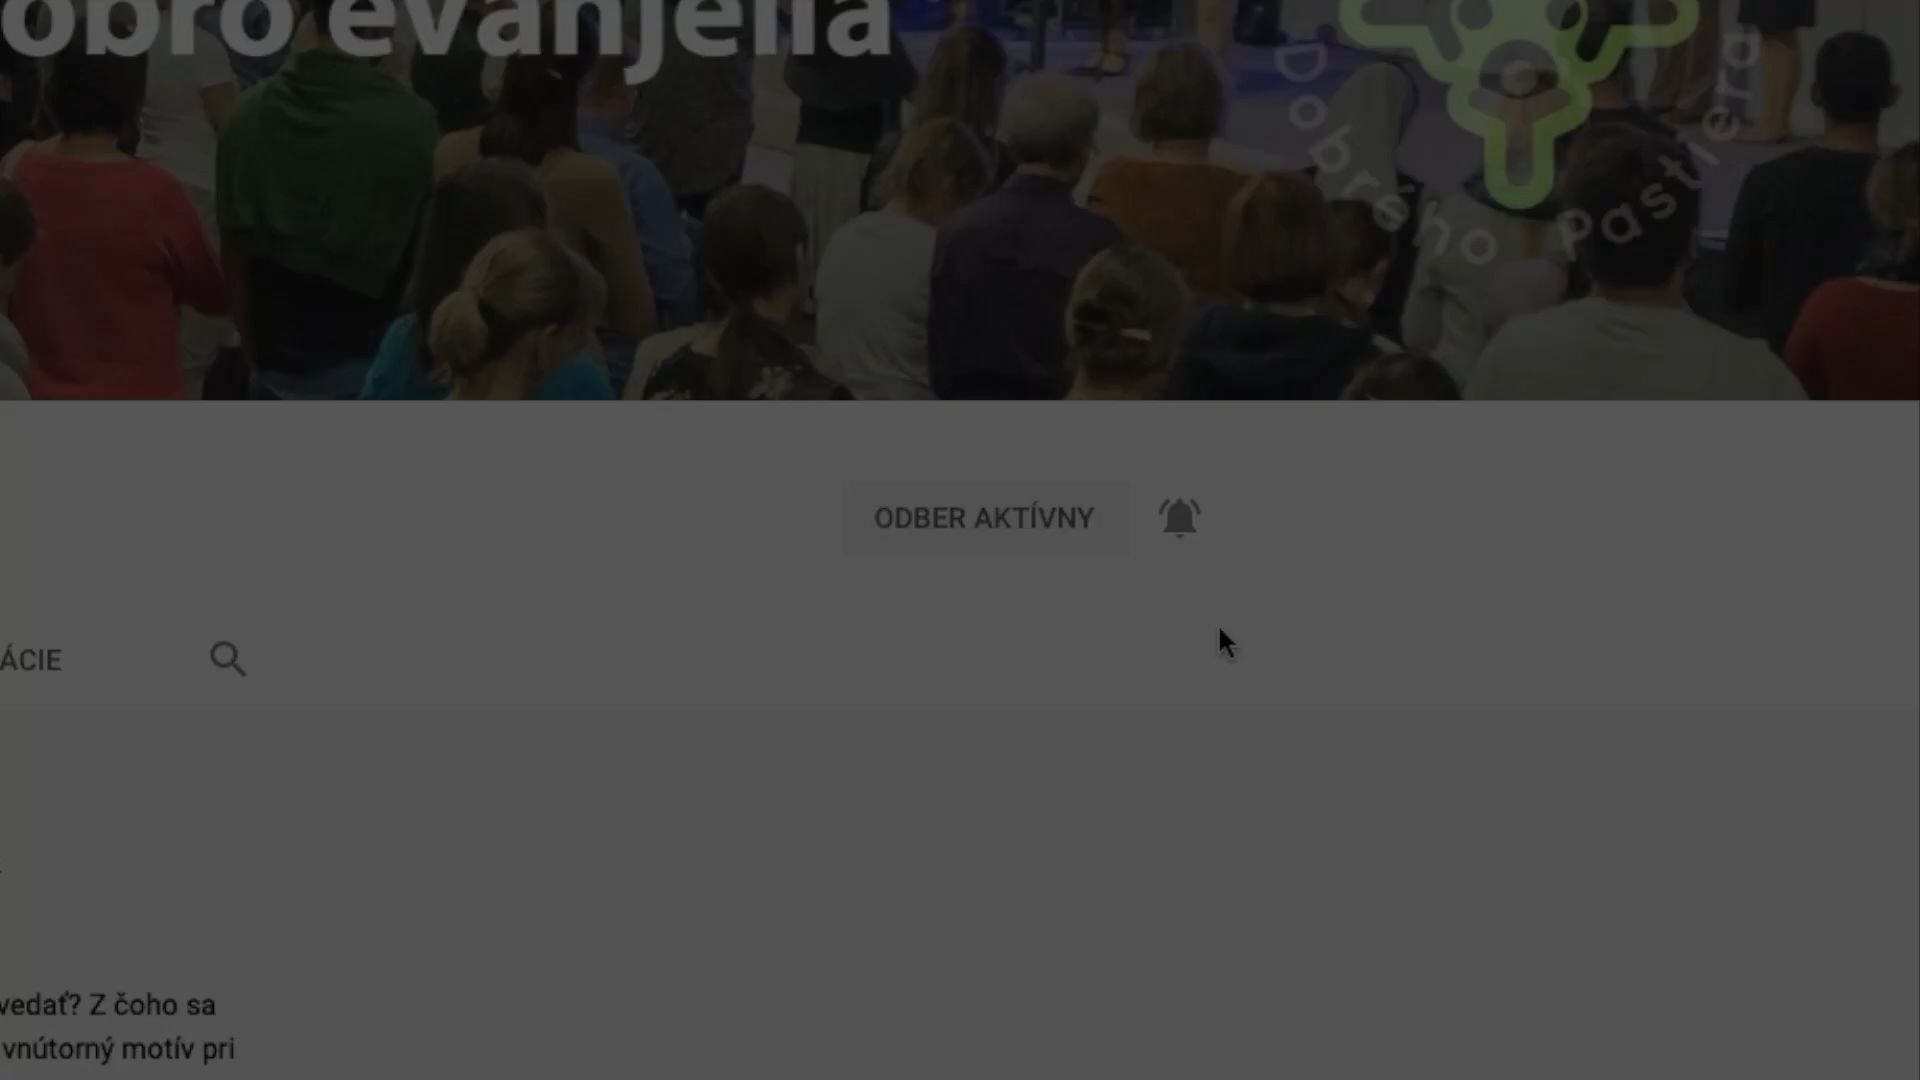 obro evanjelia
Dobrého Pastiera
ODBER AKTÍVNY
ÁCIE
vedať? Z čoho sa
vnútorný motív pri